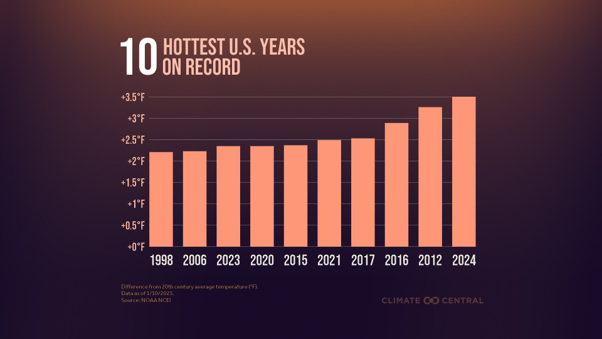 10 HOTTEST U.S. YEARS
ON RECORD
+3.5°F
+3°F
+2.5°F
+2°F
+1.5°F
+1°F
+0.5°F
+0°F
1998 2006 2023 2020 2015 2021 2017 2016 2012 2024
Difference from 20th century average temperature (°F).
Data as of 1/10/2025.
Source: NOAA NCEI
CLIMATE CENTRAL